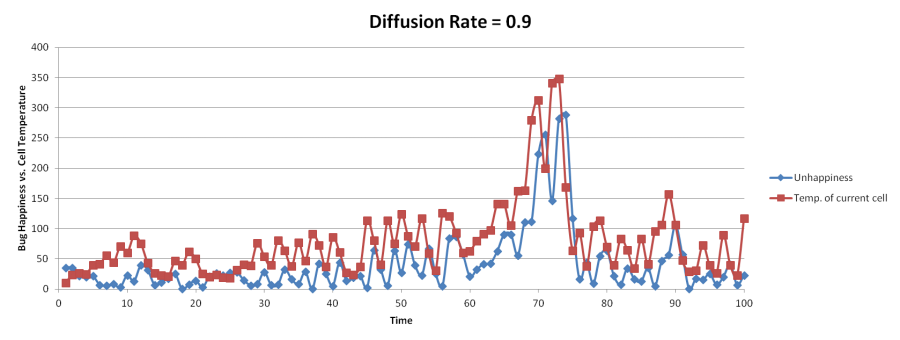 Diffusion Rate = 0.9
Bug Happiness vs. Cell Temperature
400
350
300
250
200
150
100
50
0
0 10 20 30 40 50 60 70 80 90 100
Time
Unhappiness
Temp. of current cell